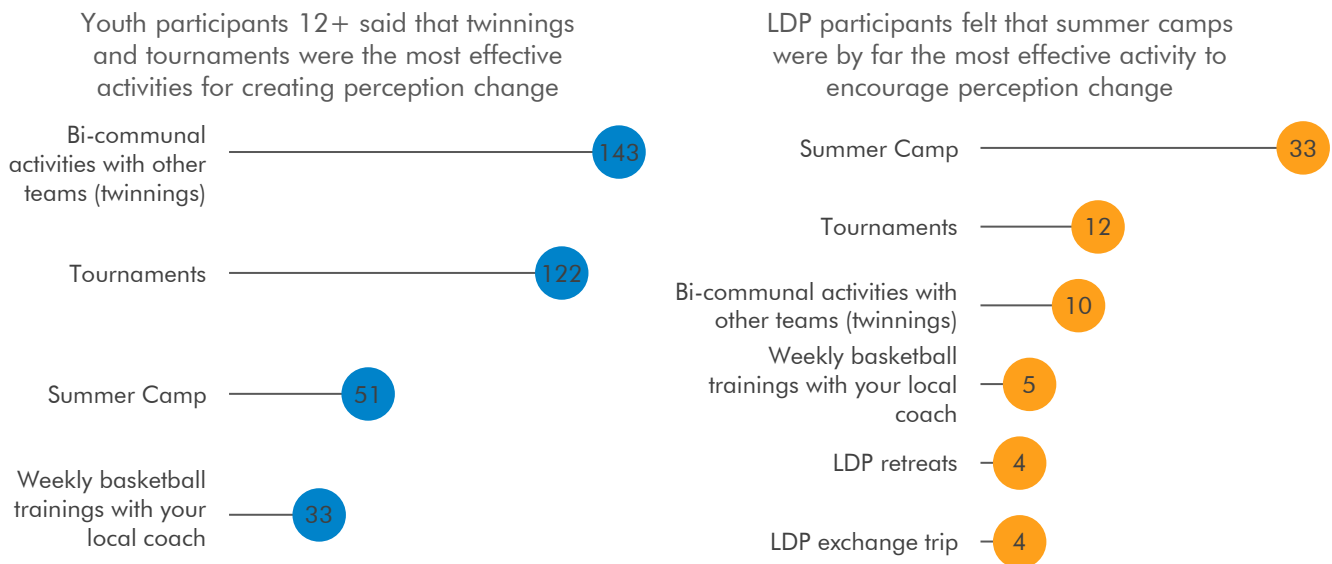 Youth participants 12+ said that twinnings
and tournaments were the most effective
activities for creating perception change
Bi-communal
activities with other
teams (twinnings)
143
Tournaments
122
Summer Camp
51
Weekly basketball
trainings with your
local coach
33
LDP participants felt that summer camps
were by far the most effective activity to
encourage perception change
Summer Camp
33
Tournaments
12
Bi-communal activities with
other teams (twinnings)
10
Weekly basketball
trainings with your local
coach
5
LDP retreats
4
LDP exchange trip
4